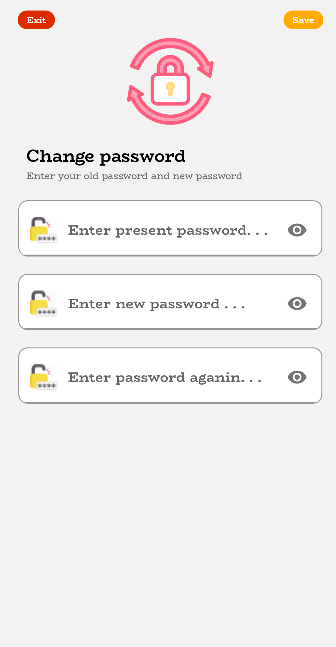 Exit
Save
Change password
Enter your old password and new password
****
Enter present password. . .
****
Enter new password . . .
****
Enter password aganin. . .